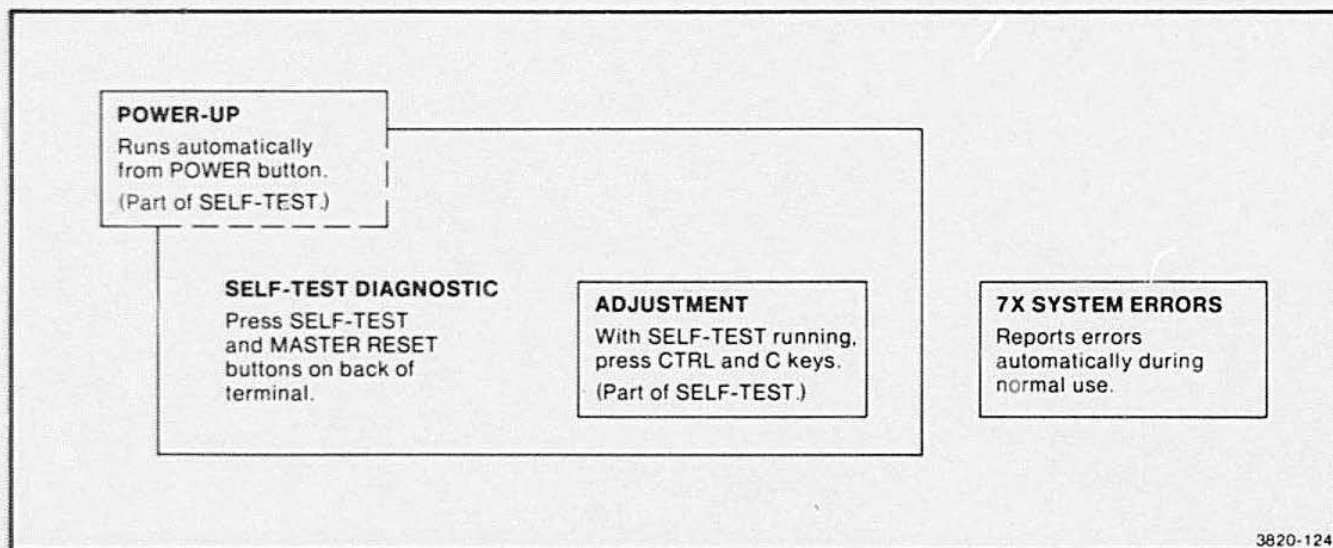 POWER-UP
Runs automatically
from POWER button.
(Part of SELF-TEST.)
SELF-TEST DIAGNOSTIC
Press SELF-TEST
and MASTER RESET
buttons on back of
terminal.
ADJUSTMENT
With SELF-TEST running,
press CTRL and C keys.
(Part of SELF-TEST.)
7X SYSTEM ERRORS
Reports errors
automatically during
normal use.
3820-124